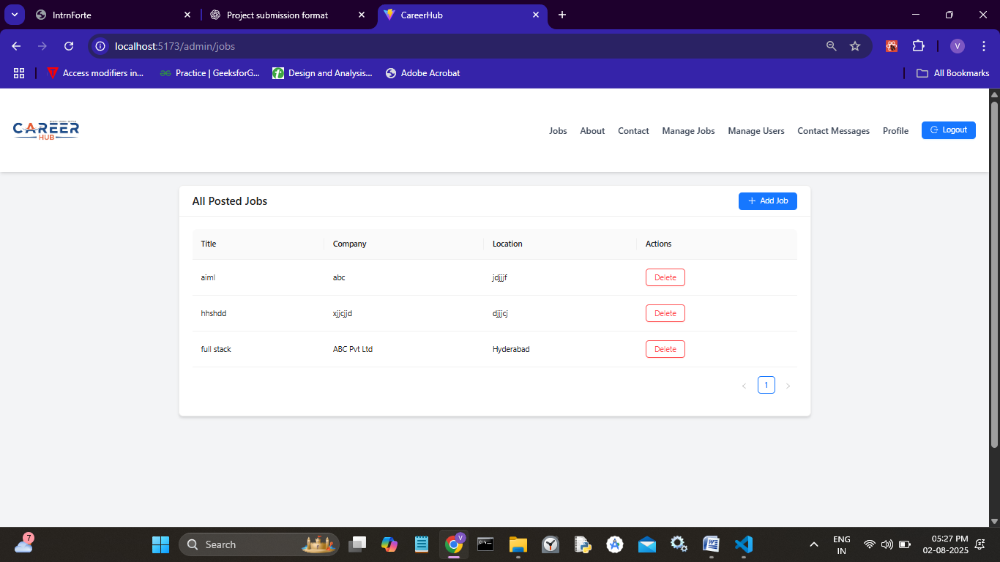 IntrnForte
Project submission format
CareerHub
localhost:5173/admin/jobs
V
Access modifiers in...
Practice | GeeksforG...
Design and Analysis...
Adobe Acrobat
All Bookmarks
CAREER
HUB
Jobs
About
Contact
Manage Jobs
Manage Users
Contact Messages
Profile
Logout
All Posted Jobs
Add Job
Title Company Location Actions
aiml abc jdjjjf Delete
hhshdd xjjcjjd djjjcj Delete
full stack ABC Pvt Ltd Hyderabad Delete
1
7
Search
V
ENG
IN
05:27 PM
02-08-2025